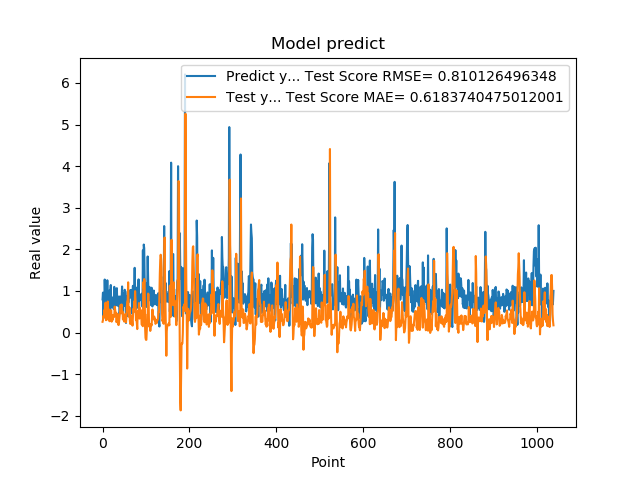 Model predict
Predict y... Test Score RMSE= 0.810126496348
Test y... Test Score MAE= 0.6183740475012001
Real value
6
5
4
3
2
1
0
−1
−2
0 200 400 600 800 1000
Point